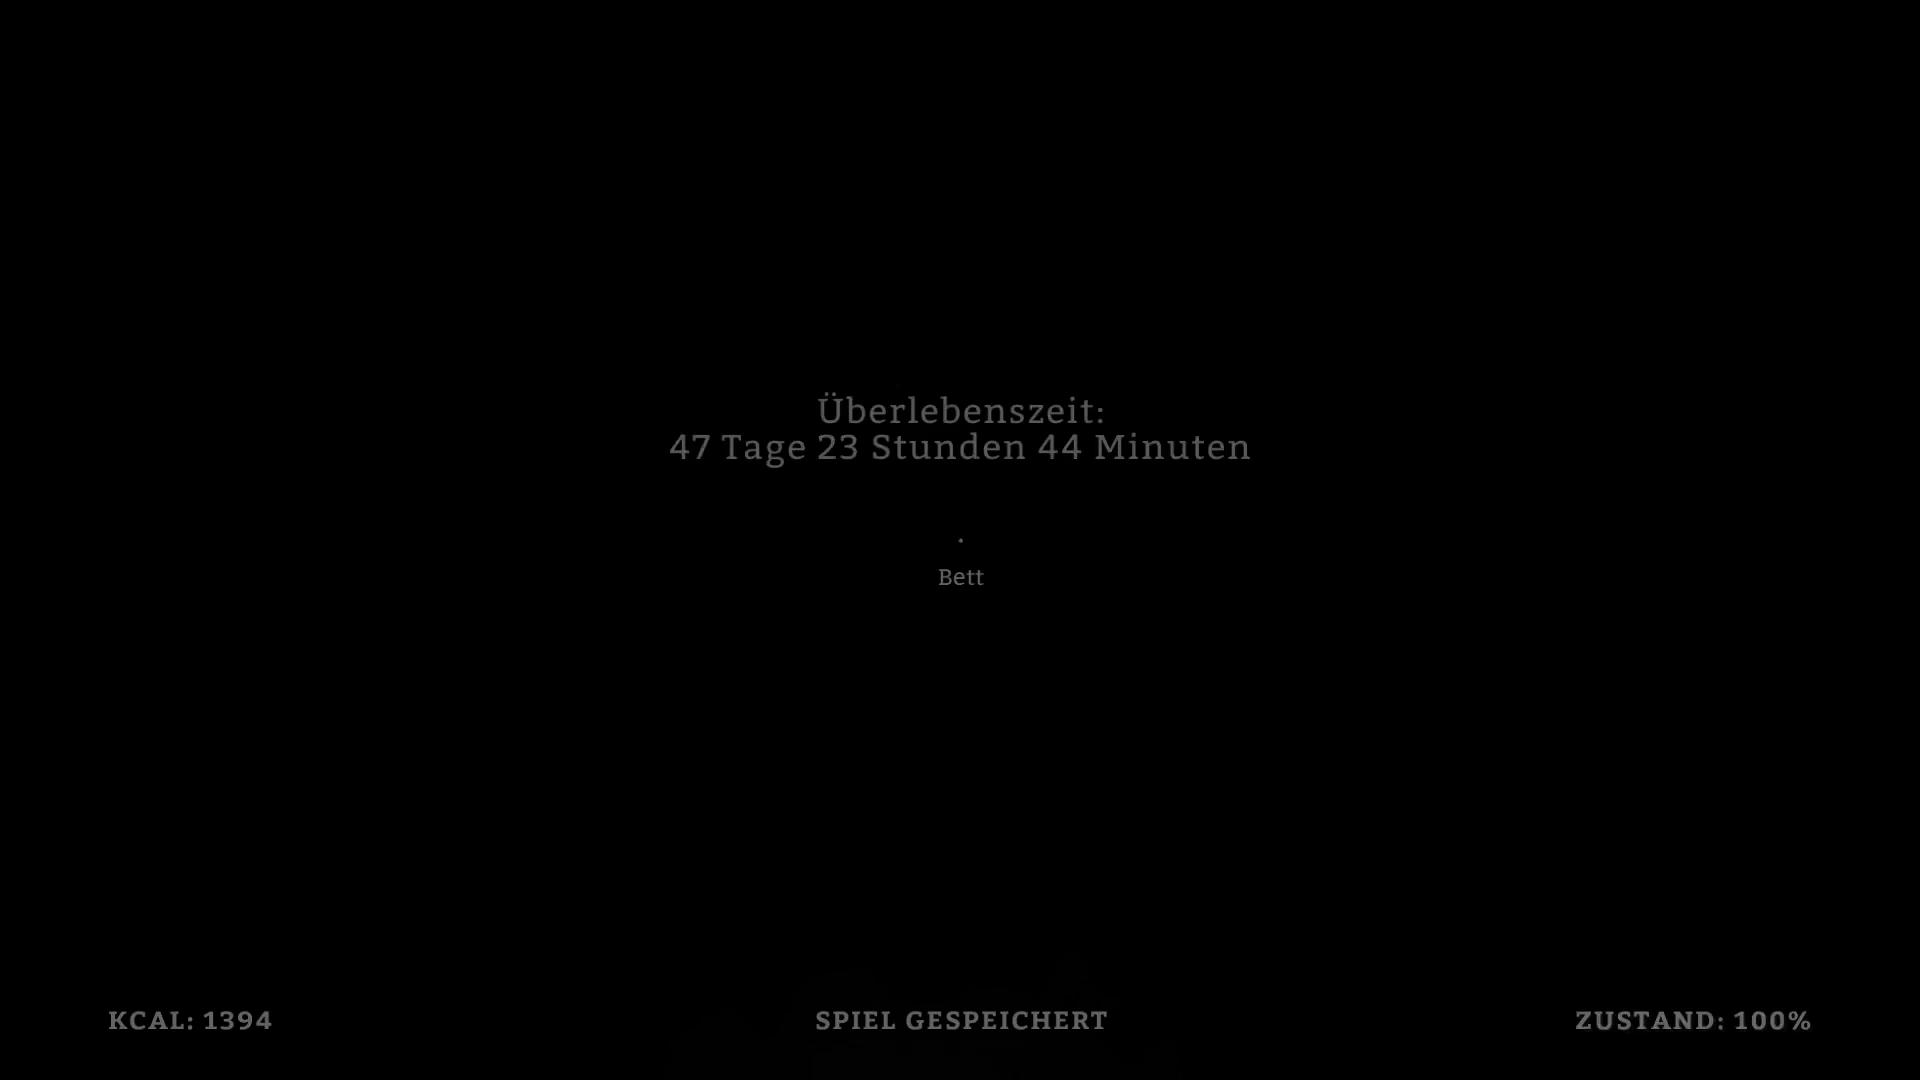 Überlebenszeit:
47 Tage 23 Stunden 44 Minuten
Bett
KCAL: 1394
SPIEL GESPEICHERT
ZUSTAND: 100%